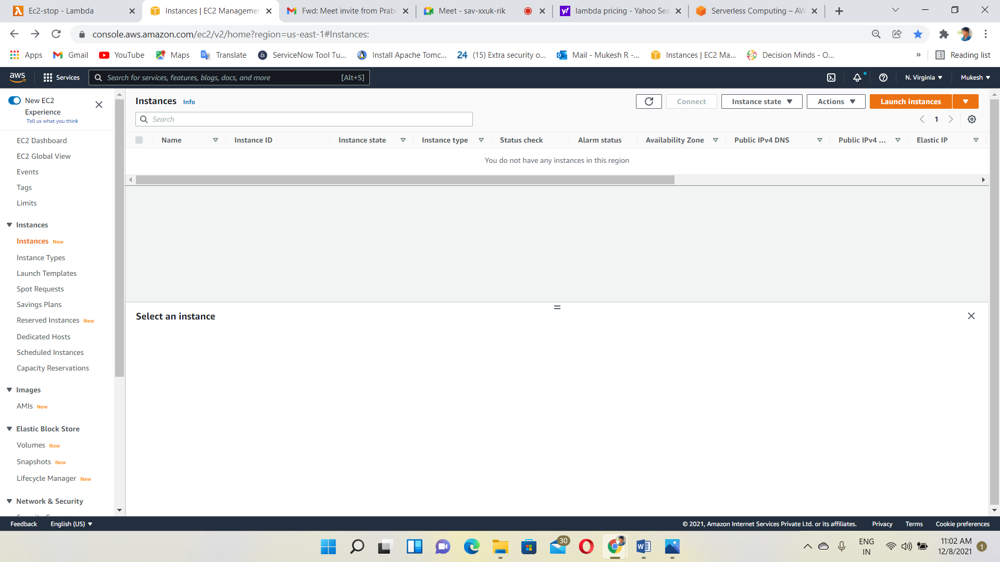 Ec2-stop - Lambda
Instances | EC2 Managemen
Fwd: Meet invite from Prabu
Meet - sav-xxuk-rik
lambda pricing - Yahoo Sea
Serverless Computing – AW
console.aws.amazon.com/ec2/v2/home?region=us-east-1#Instances:
Apps
Gmail
YouTube
Maps
Translate
ServiceNow Tool Tu...
Install Apache Tomc...
24 (15) Extra security o...
Mail - Mukesh R -...
Instances | EC2 Ma...
Decision Minds - O...
»
Reading list
aws
Services
Search for services, features, blogs, docs, and more [Alt+S]
N. Virginia
Mukesh
New EC2
Experience
Tell us what you think
EC2 Dashboard
EC2 Global View
Events
Tags
Limits
Instances
Instances New
Instance Types
Launch Templates
Spot Requests
Savings Plans
Reserved Instances New
Dedicated Hosts
Scheduled Instances
Capacity Reservations
Images
AMIs New
Elastic Block Store
Volumes New
Snapshots New
Lifecycle Manager New
Network & Security
Instances Info
Connect
Instance state
Actions
Launch instances
Search
1
Name
Instance ID
Instance state
Instance type
Status check
Alarm status
Availability Zone
Public IPv4 DNS
Public IPv4 ...
Elastic IP
You do not have any instances in this region
Select an instance
Feedback
English (US)
© 2021, Amazon Internet Services Private Ltd. or its affiliates.
Privacy
Terms
Cookie preferences
30
ENG
IN
11:02 AM
12/8/2021
1